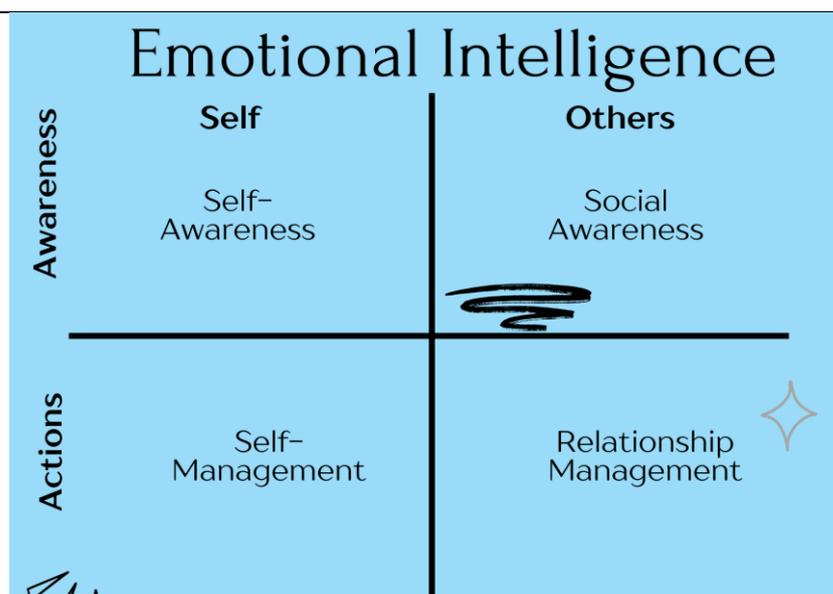 Emotional Intelligence
Self
Others
Awareness
Self-
Awareness
Social
Awareness
Actions
Self-
Management
Relationship
Management